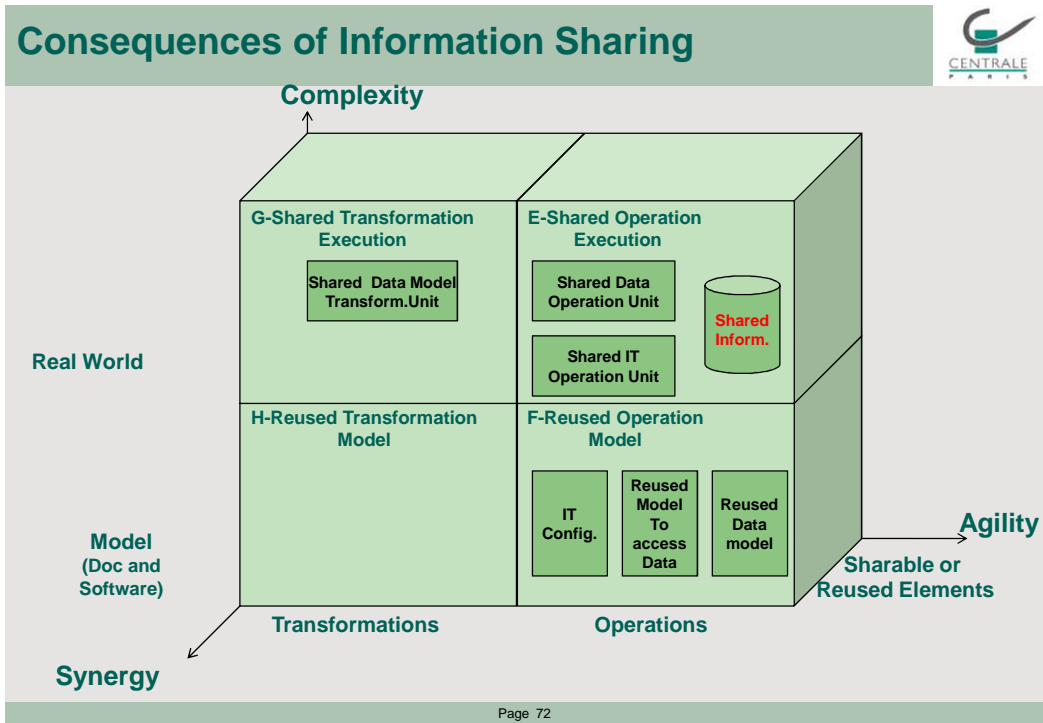 Consequences of Information Sharing
CENTRALE
PARIS
Complexity
G-Shared Transformation
Execution
Shared Data Model
Transform.Unit
E-Shared Operation
Execution
Shared Data
Operation Unit
Shared
Inform.
Shared IT
Operation Unit
Real World
H-Reused Transformation
Model
F-Reused Operation
Model
IT
Config.
Reused
Model
To
access
Data
Reused
Data
model
Agility
Model
(Doc and
Software)
Sharable or
Reused Elements
Transformations
Operations
Synergy
Page 72